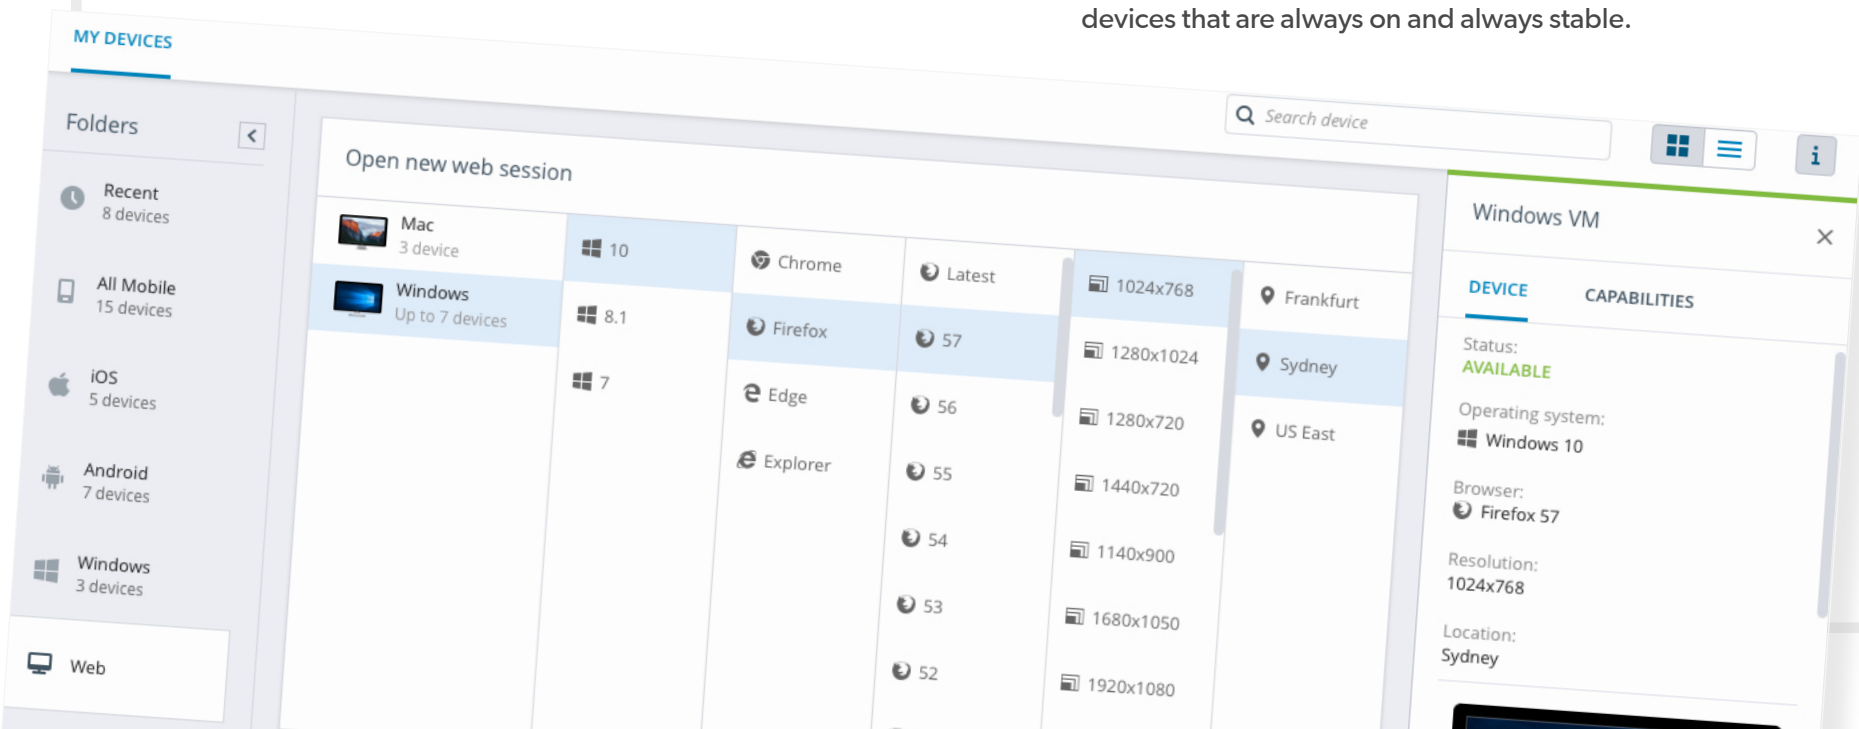 devices that are always on and always stable.
MY DEVICES
Search device
i
Folders
Recent
8 devices
All Mobile
15 devices
iOS
5 devices
Android
7 devices
Windows
3 devices
Web
Open new web session
Mac
3 device
Windows
Up to 7 devices
10
8.1
7
Chrome
Firefox
Edge
Explorer
Latest
57
56
55
54
53
52
1024x768
1280x1024
1280x720
1440x720
1140x900
1680x1050
1920x1080
Frankfurt
Sydney
US East
Windows VM
DEVICE
CAPABILITIES
Status:
AVAILABLE
Operating system:
Windows 10
Browser:
Firefox 57
Resolution:
1024x768
Location:
Sydney